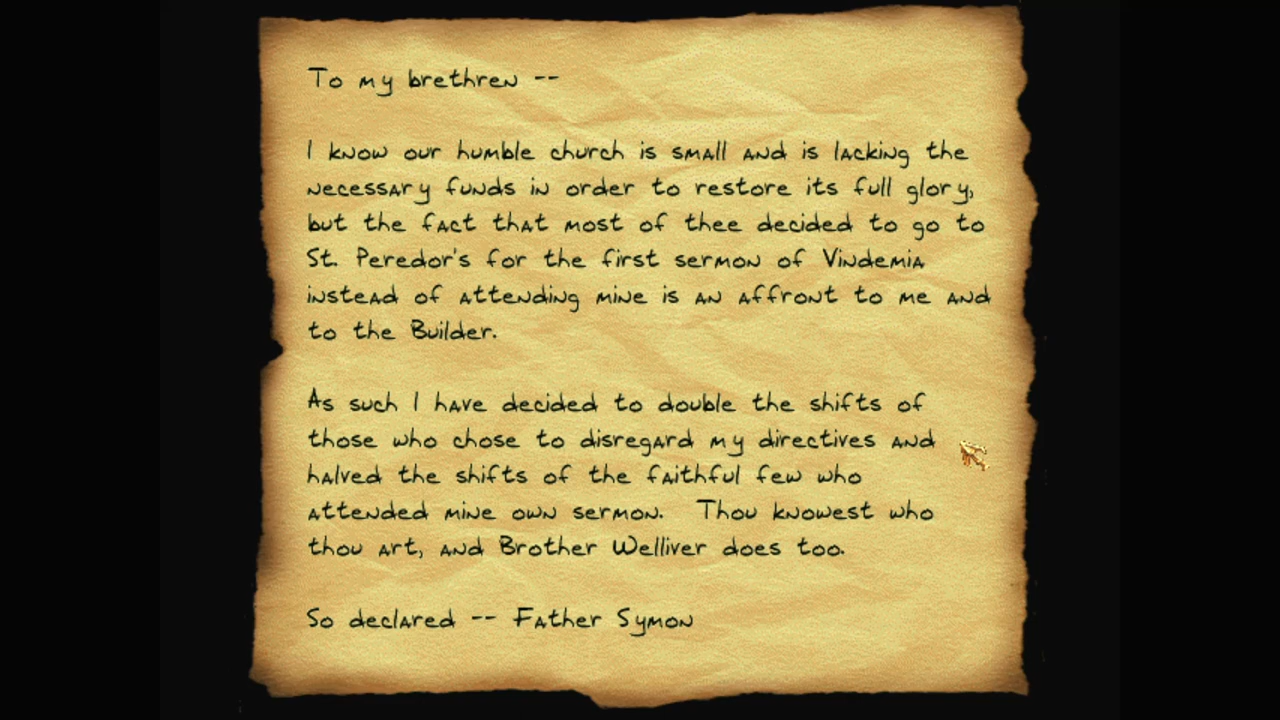 To my brethren --
I know our humble church is small and is lacking the
necessary funds in order to restore its full glory,
but the fact that most of thee decided to go to
St. Peredor's for the first sermon of Vindemia
instead of attending mine is an affront to me and
to the Builder.
As such I have decided to double the shifts of
those who chose to disregard my directives and
halved the shifts of the faithful few who
attended mine own sermon.  Thou knowest who
thou art, and Brother Welliver does too.
So declared -- Father Symon